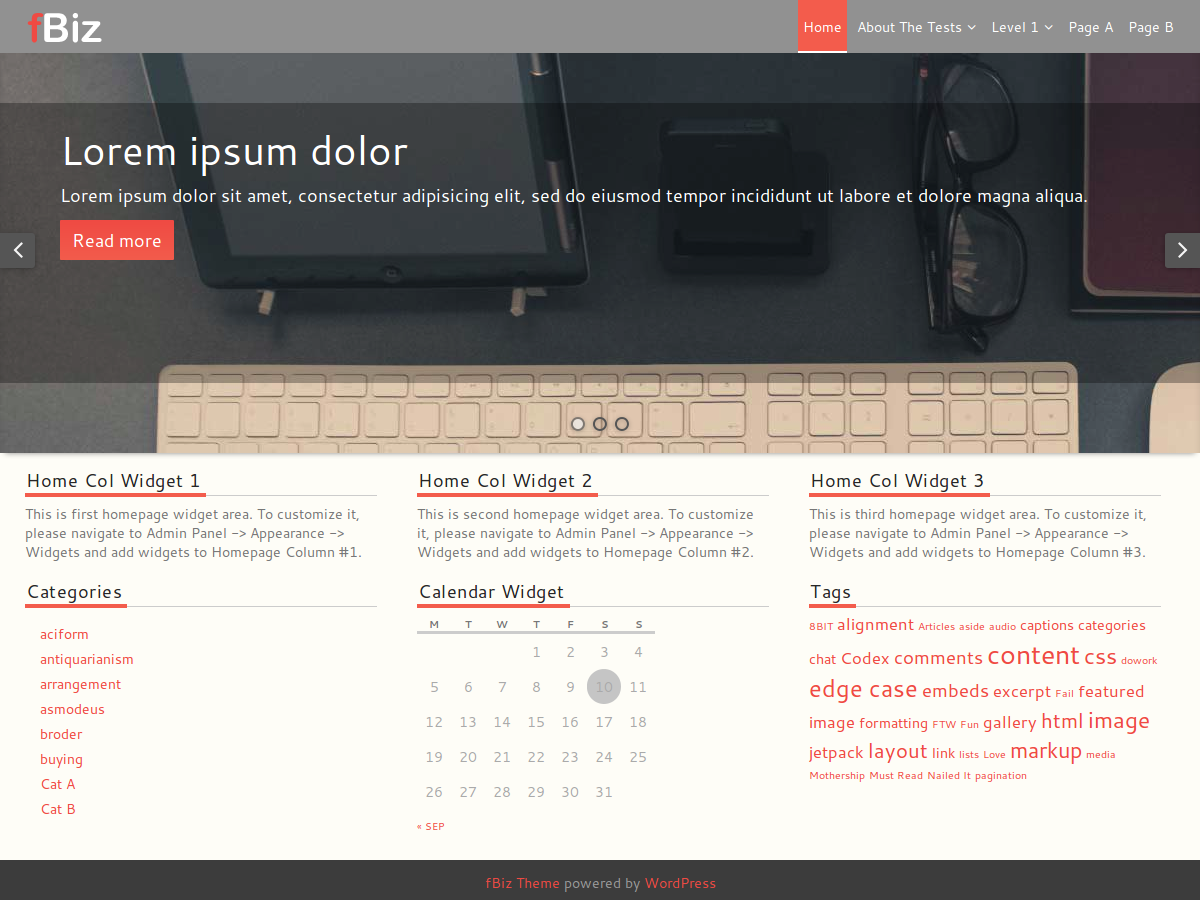 fBiz
Home About The Tests Level 1 Page A Page B
Lorem ipsum dolor
Lorem ipsum dolor sit amet, consectetur adipisicing elit, sed do eiusmod tempor incididunt ut labore et dolore magna aliqua.
Read more
Home Col Widget 1
This is first homepage widget area. To customize it,
please navigate to Admin Panel -> Appearance ->
Widgets and add widgets to Homepage Column #1.
Categories
aciform
antiquarianism
arrangement
asmodeus
broder
buying
Cat A
Cat B
Home Col Widget 2
This is second homepage widget area. To customize
it, please navigate to Admin Panel -> Appearance ->
Widgets and add widgets to Homepage Column #2.
Calendar Widget
M T W T F S S
1 2 3 4
5 6 7 8 9 10 11
12 13 14 15 16 17 18
19 20 21 22 23 24 25
26 27 28 29 30 31
« SEP
Home Col Widget 3
This is third homepage widget area. To customize it,
please navigate to Admin Panel -> Appearance ->
Widgets and add widgets to Homepage Column #3.
Tags
8BIT alignment Articles aside audio captions categories
chat Codex comments content css dowork
edge case embeds excerpt Fail featured
image formatting FTW Fun gallery html image
jetpack layout link lists Love markup media
Mothership Must Read Nailed It pagination
fBiz Theme powered by WordPress